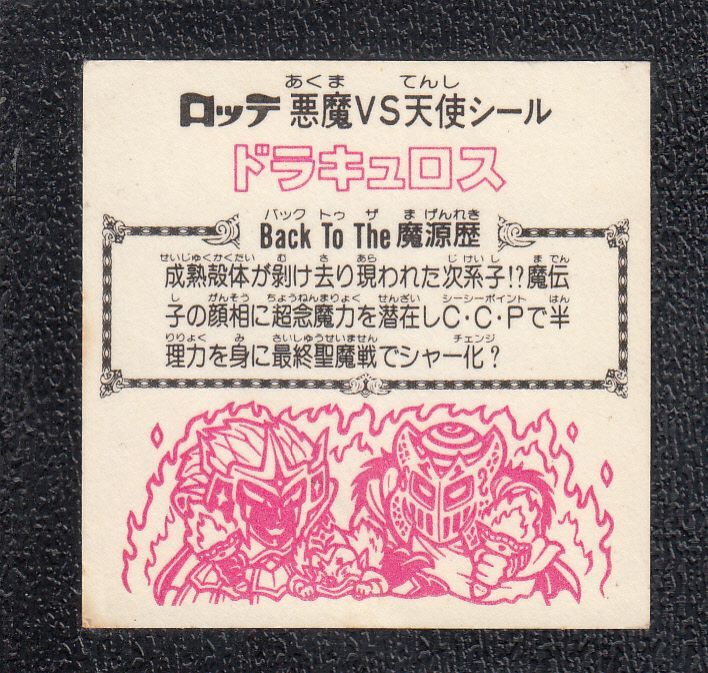 あくま てんし
ロッテ 悪魔VS天使シール
ドラキュロス
バック トゥ ザ ま げんれき
Back To The 魔源歴
せいじゅくかくたい む さ あら じけいし までん
成熟殻体が剥け去り現われた次系子!?魔伝
し がんそう ちょうねんまりょく せんざい シーシーポイント はん
子の顔相に超念魔力を潜在しC・C・Pで半
りりょく み さいしゅうせいません チェンジ
理力を身に最終聖魔戦でシャー化?